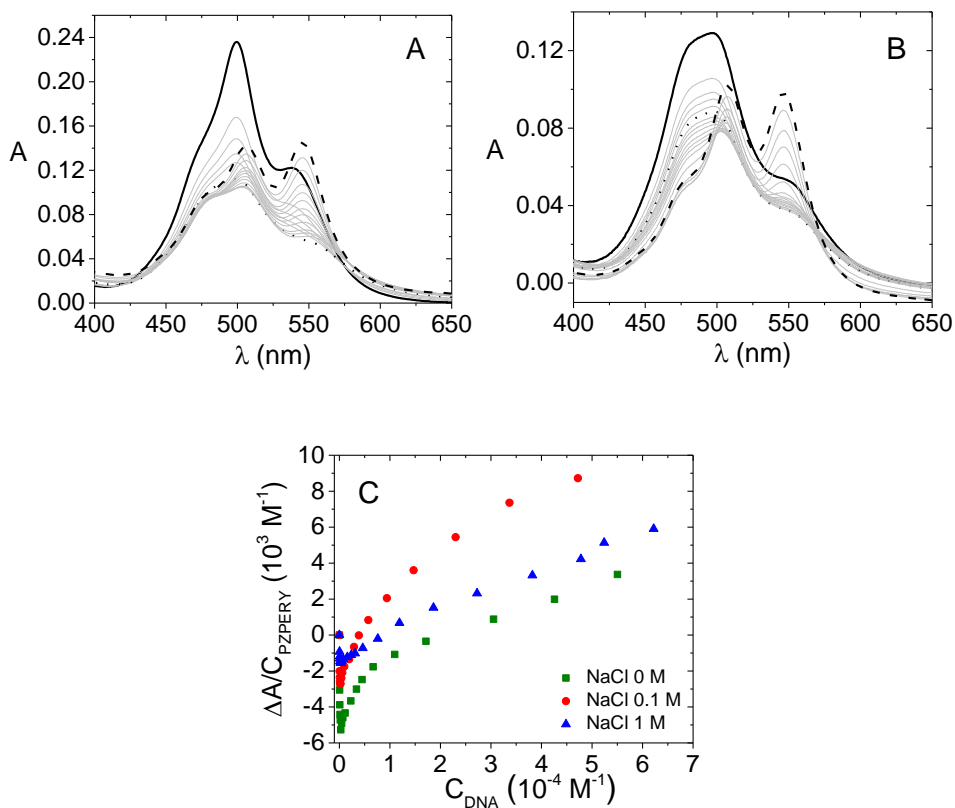 A
0.24
0.20
0.16
A
0.12
0.08
0.04
0.00
400 450 500 550 600 650
λ (nm)
B
0.12
A
0.08
0.04
0.00
400 450 500 550 600 650
λ (nm)
C
10
8
6
4
2
0
-2
-4
-6
ΔA/C_PZPERY (10³ M⁻¹)
NaCl 0 M
NaCl 0.1 M
NaCl 1 M
0 1 2 3 4 5 6 7
C_DNA (10⁻⁴ M⁻¹)